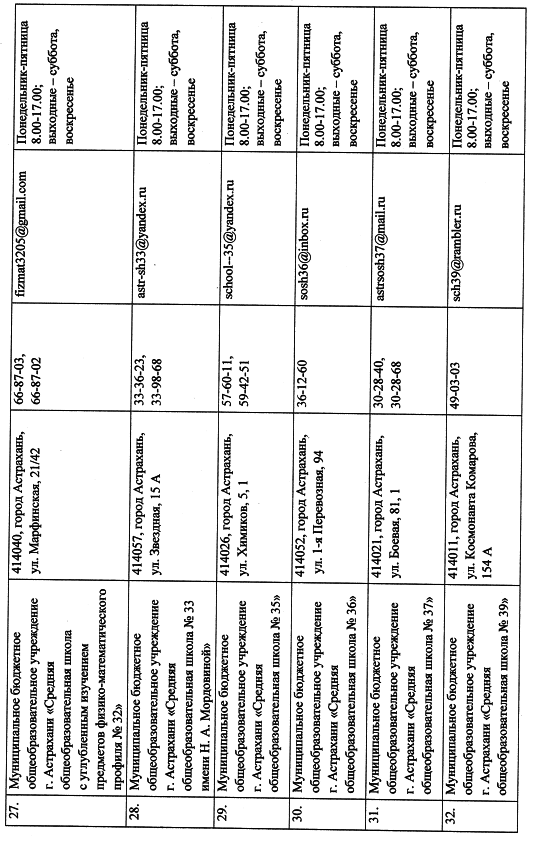 27.
Муниципальное бюджетное
общеобразовательное учреждение
г. Астрахани «Средняя
общеобразовательная школа
с углубленным изучением
предметов физико-математического
профиля № 32»
414040, город Астрахань,
ул. Марфинская, 21/42
66-87-03,
66-87-02
fizmat3205@gmail.com
Понедельник-пятница
8.00-17.00;
выходные – суббота,
воскресенье
28.
Муниципальное бюджетное
общеобразовательное учреждение
г. Астрахани «Средняя
общеобразовательная школа № 33
имени Н. А. Мордовиной»
414057, город Астрахань,
ул. Звездная, 15 А
33-36-23,
33-98-68
astr-sh33@yandex.ru
Понедельник-пятница
8.00-17.00;
выходные – суббота,
воскресенье
29.
Муниципальное бюджетное
общеобразовательное учреждение
г. Астрахани «Средняя
общеобразовательная школа № 35»
414026, город Астрахань,
ул. Химиков, 5, 1
57-60-11,
59-42-51
school--35@yandex.ru
Понедельник-пятница
8.00-17.00;
выходные – суббота,
воскресенье
30.
Муниципальное бюджетное
общеобразовательное учреждение
г. Астрахани «Средняя
общеобразовательная школа № 36»
414052, город Астрахань,
ул. 1-я Перевозная, 94
36-12-60
sosh36@inbox.ru
Понедельник-пятница
8.00-17.00;
выходные – суббота,
воскресенье
31.
Муниципальное бюджетное
общеобразовательное учреждение
г. Астрахани «Средняя
общеобразовательная школа № 37»
414021, город Астрахань,
ул. Боевая, 81, 1
30-28-40,
30-28-68
astrsosh37@mail.ru
Понедельник-пятница
8.00-17.00;
выходные – суббота,
воскресенье
32.
Муниципальное бюджетное
общеобразовательное учреждение
г. Астрахани «Средняя
общеобразовательная школа № 39»
414011, город Астрахань,
ул. Космонавта Комарова,
154 А
49-03-03
sch39@rambler.ru
Понедельник-пятница
8.00-17.00;
выходные – суббота,
воскресенье